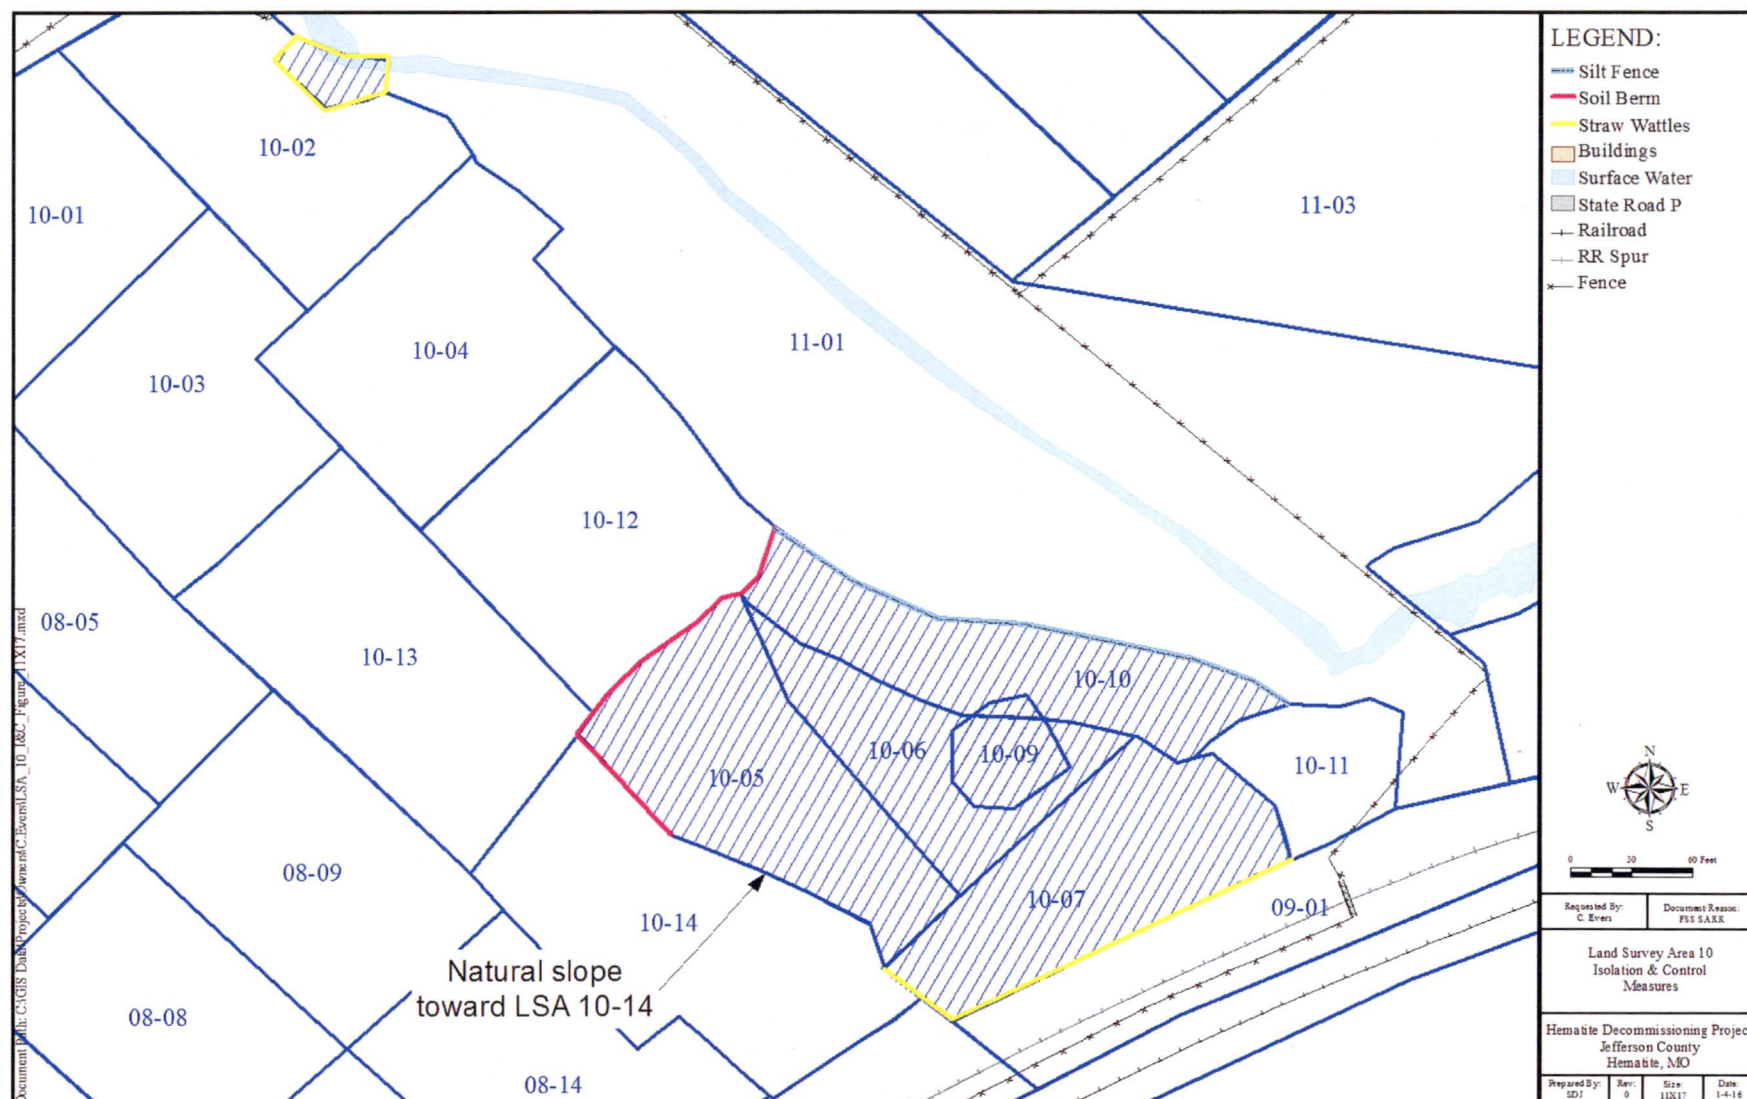 LEGEND:
Silt Fence
Soil Berm
Straw Wattles
Buildings
Surface Water
State Road P
Railroad
RR Spur
Fence
10-02
10-01
11-03
11-01
10-04
10-03
10-12
08-05
10-13
10-10
10-06
10-09
10-11
10-05
10-07
08-09
09-01
10-14
Natural slope
toward LSA 10-14
08-08
08-14
N
W E
S
0 30 60 Feet
Requested By:
C. Evers
Document Reason:
FSS SARR
Land Survey Area 10
Isolation & Control
Measures
Hematite Decommissioning Projec
Jefferson County
Hematite, MO
Prepared By:
SDJ
Rev:
0
Size:
11X17
Date:
1-4-16